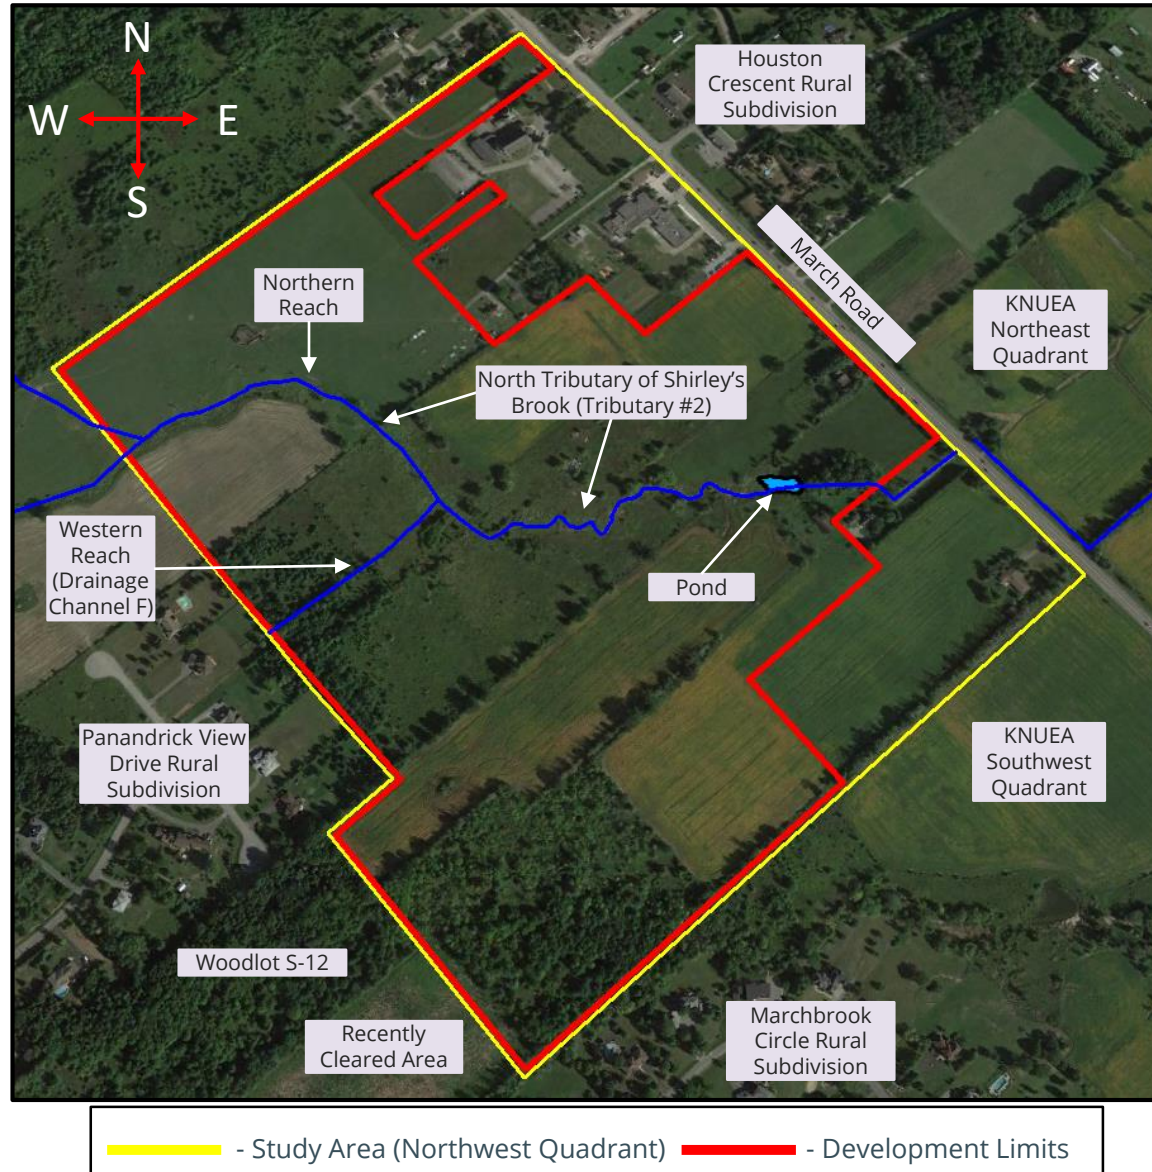 N
W
E
S
Houston
Crescent Rural
Subdivision
March Road
KNUEA
Northeast
Quadrant
Northern
Reach
North Tributary of Shirley's
Brook (Tributary #2)
Western
Reach
(Drainage
Channel F)
Pond
Panandrick View
Drive Rural
Subdivision
KNUEA
Southwest
Quadrant
Woodlot S-12
Recently
Cleared Area
Marchbrook
Circle Rural
Subdivision
- Study Area (Northwest Quadrant)
- Development Limits